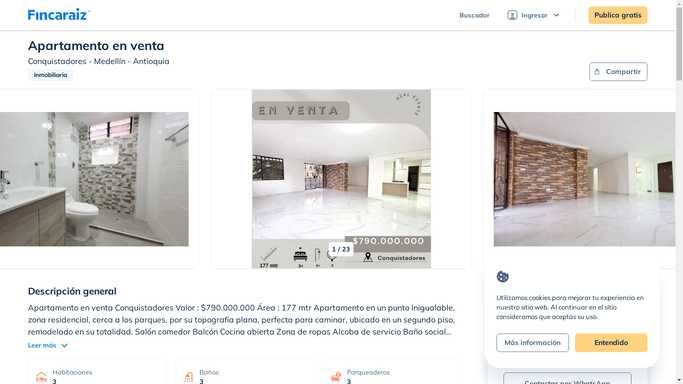 Fincaraiz
Buscador
Ingresar
Publica gratis
Apartamento en venta
Conquistadores - Medellín - Antioquia
Inmobiliaria
Compartir
REAL ESTATE
EN VENTA
$790.000.000
1 / 23
177 mt²
Conquistadores
Descripción general
Apartamento en venta Conquistadores Valor : $790.000.000 Área : 177 mtr Apartamento en un punto Inigualable,
zona residencial, cerca a los parques, por su topografía plana, perfecta para caminar, ubicado en un segundo piso,
remodelado en su totalidad. Salón comedor Balcón Cocina abierta Zona de ropas Alcoba de servicio Baño social...
Leer más
Habitaciones
3
Baños
3
Parqueaderos
3
Utilizamos cookies para mejorar tu experiencia en
nuestro sitio web. Al continuar en el sitio
consideramos que aceptas su uso.
Más información
Entendido
Contactar por WhatsApp